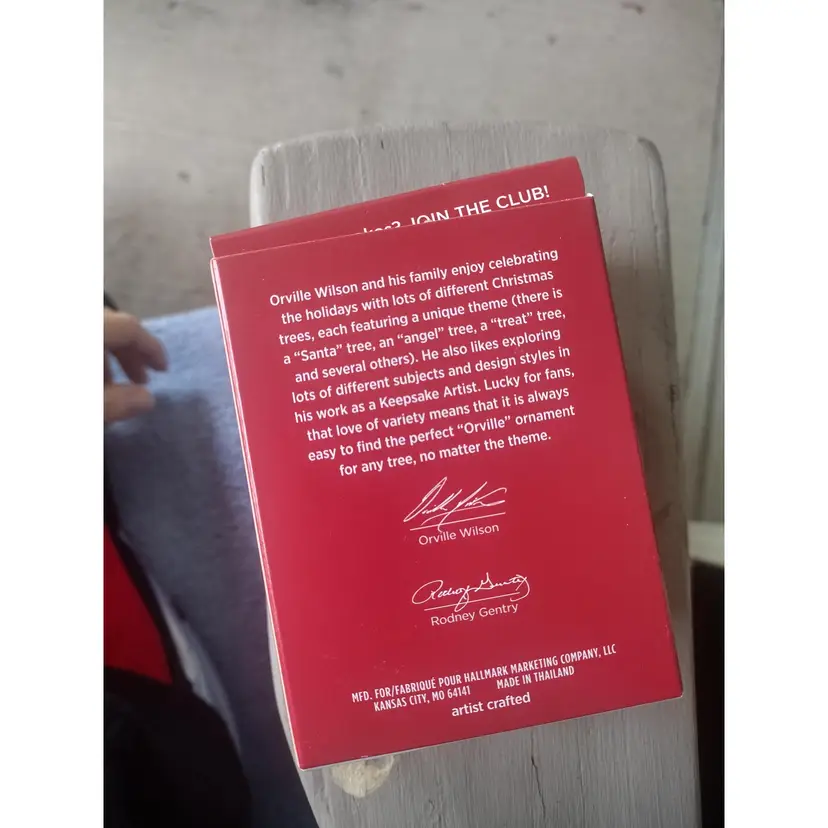 JOIN THE CLUB!
Orville Wilson and his family enjoy celebrating
the holidays with lots of different Christmas
trees, each featuring a unique theme (there is
a “Santa” tree, an “angel” tree, a “treat” tree,
and several others). He also likes exploring
lots of different subjects and design styles in
his work as a Keepsake Artist. Lucky for fans,
that love of variety means that it is always
easy to find the perfect “Orville” ornament
for any tree, no matter the theme.
Orville Wilson
Orville Wilson
Rodney Gentry
Rodney Gentry
MFD. FOR/FABRIQUÉ POUR HALLMARK MARKETING COMPANY, LLC
KANSAS CITY, MO 64141 MADE IN THAILAND
artist crafted